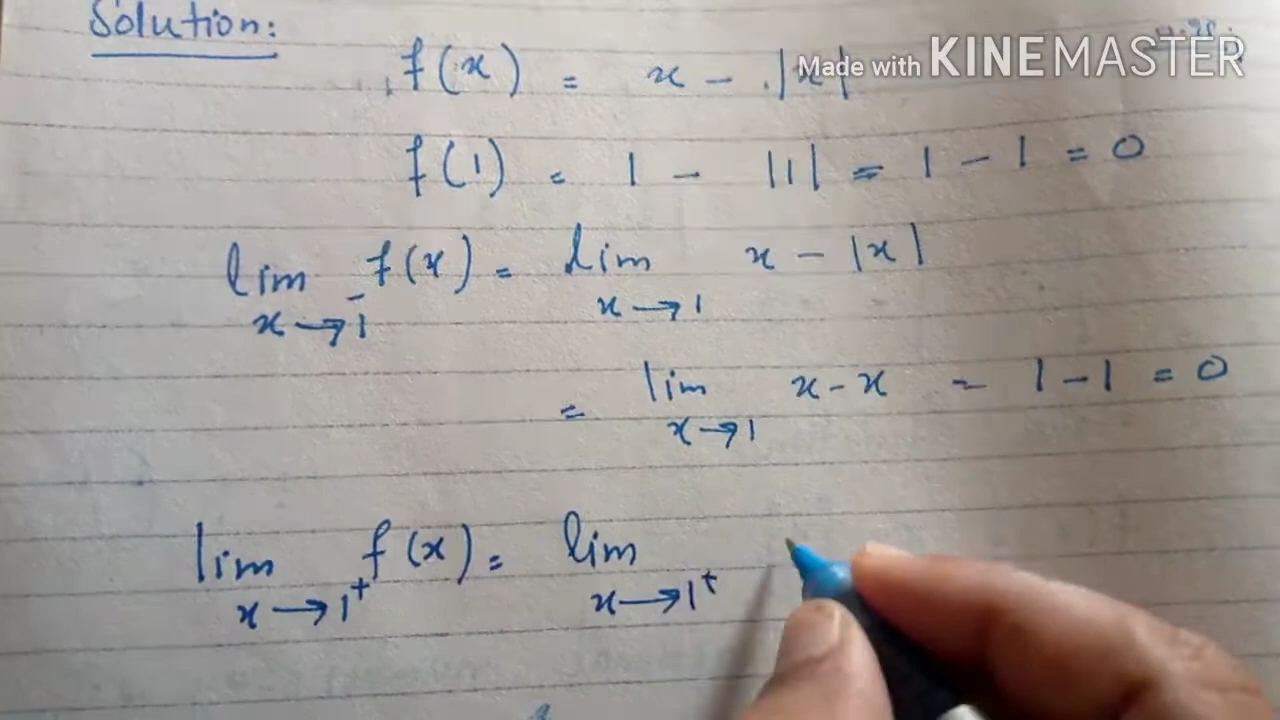 Solution:
f(x) = x - |x|
Made with KINEMASTER
f(1) = 1 - |1| = 1 - 1 = 0
lim x→1⁻ f(x) = lim x→1 x - |x|
= lim x→1 x - x = 1 - 1 = 0
lim x→1⁺ f(x) = lim x→1⁺